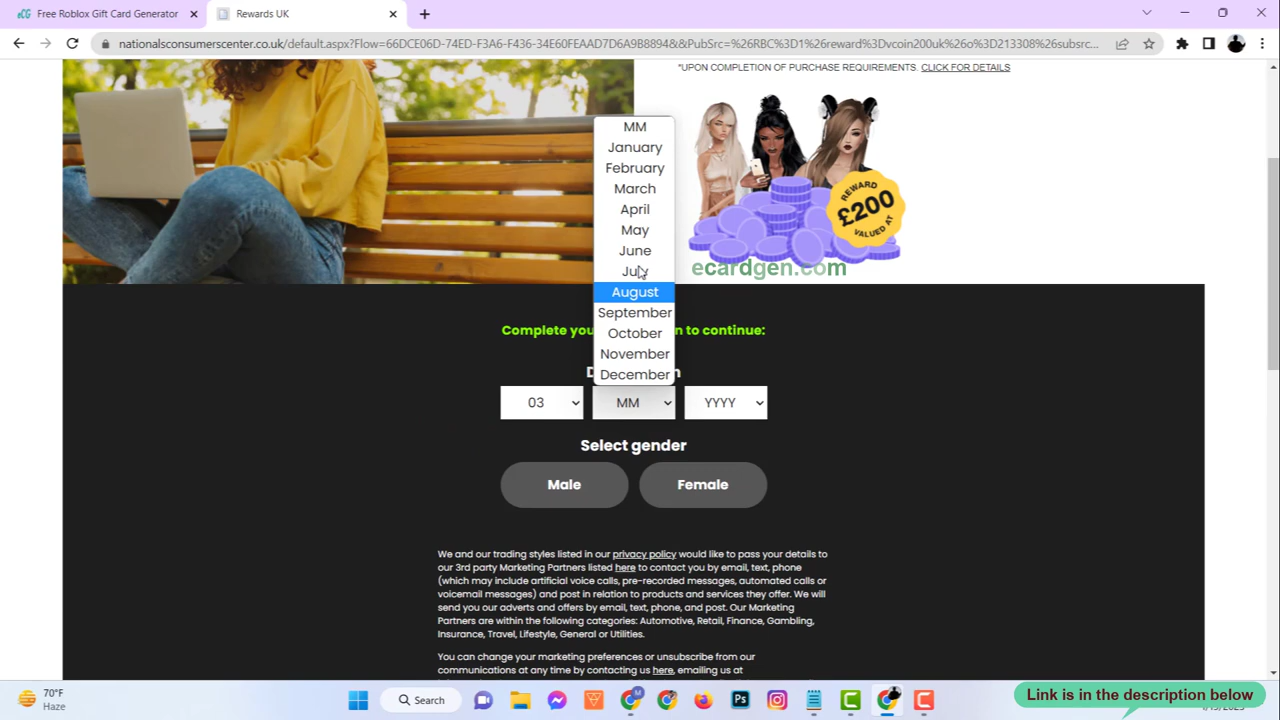 Free Roblox Gift Card Generator
Rewards UK
nationalsconsumerscenter.co.uk/default.aspx?Flow=66DCE06D-74ED-F3A6-F436-34E60FEAAD7D6A9B8894&&PubSrc=%26RBC%3D1%26reward%3Dvcoin200uk%26o%3D213308%26subsrc...
*UPON COMPLETION OF PURCHASE REQUIREMENTS. CLICK FOR DETAILS
MM
January
February
March
April
May
June
July
August
September
October
November
December
REWARD
£200
VALUED AT
ecardgen.com
Complete you
n to continue:
03
MM
YYYY
Select gender
Male
Female
We and our trading styles listed in our privacy policy would like to pass your details to
our 3rd party Marketing Partners listed here to contact you by email, text, phone
(which may include artificial voice calls, pre-recorded messages, automated calls or
voicemail messages) and post in relation to products and services they offer. We will
send you our adverts and offers by email, text, phone, and post. Our Marketing
Partners are within the following categories: Automotive, Retail, Finance, Gambling,
Insurance, Travel, Lifestyle, General or Utilities.
You can change your marketing preferences or unsubscribe from our
communications at any time by contacting us here, emailing us at
70°F
Haze
Search
Link is in the description below